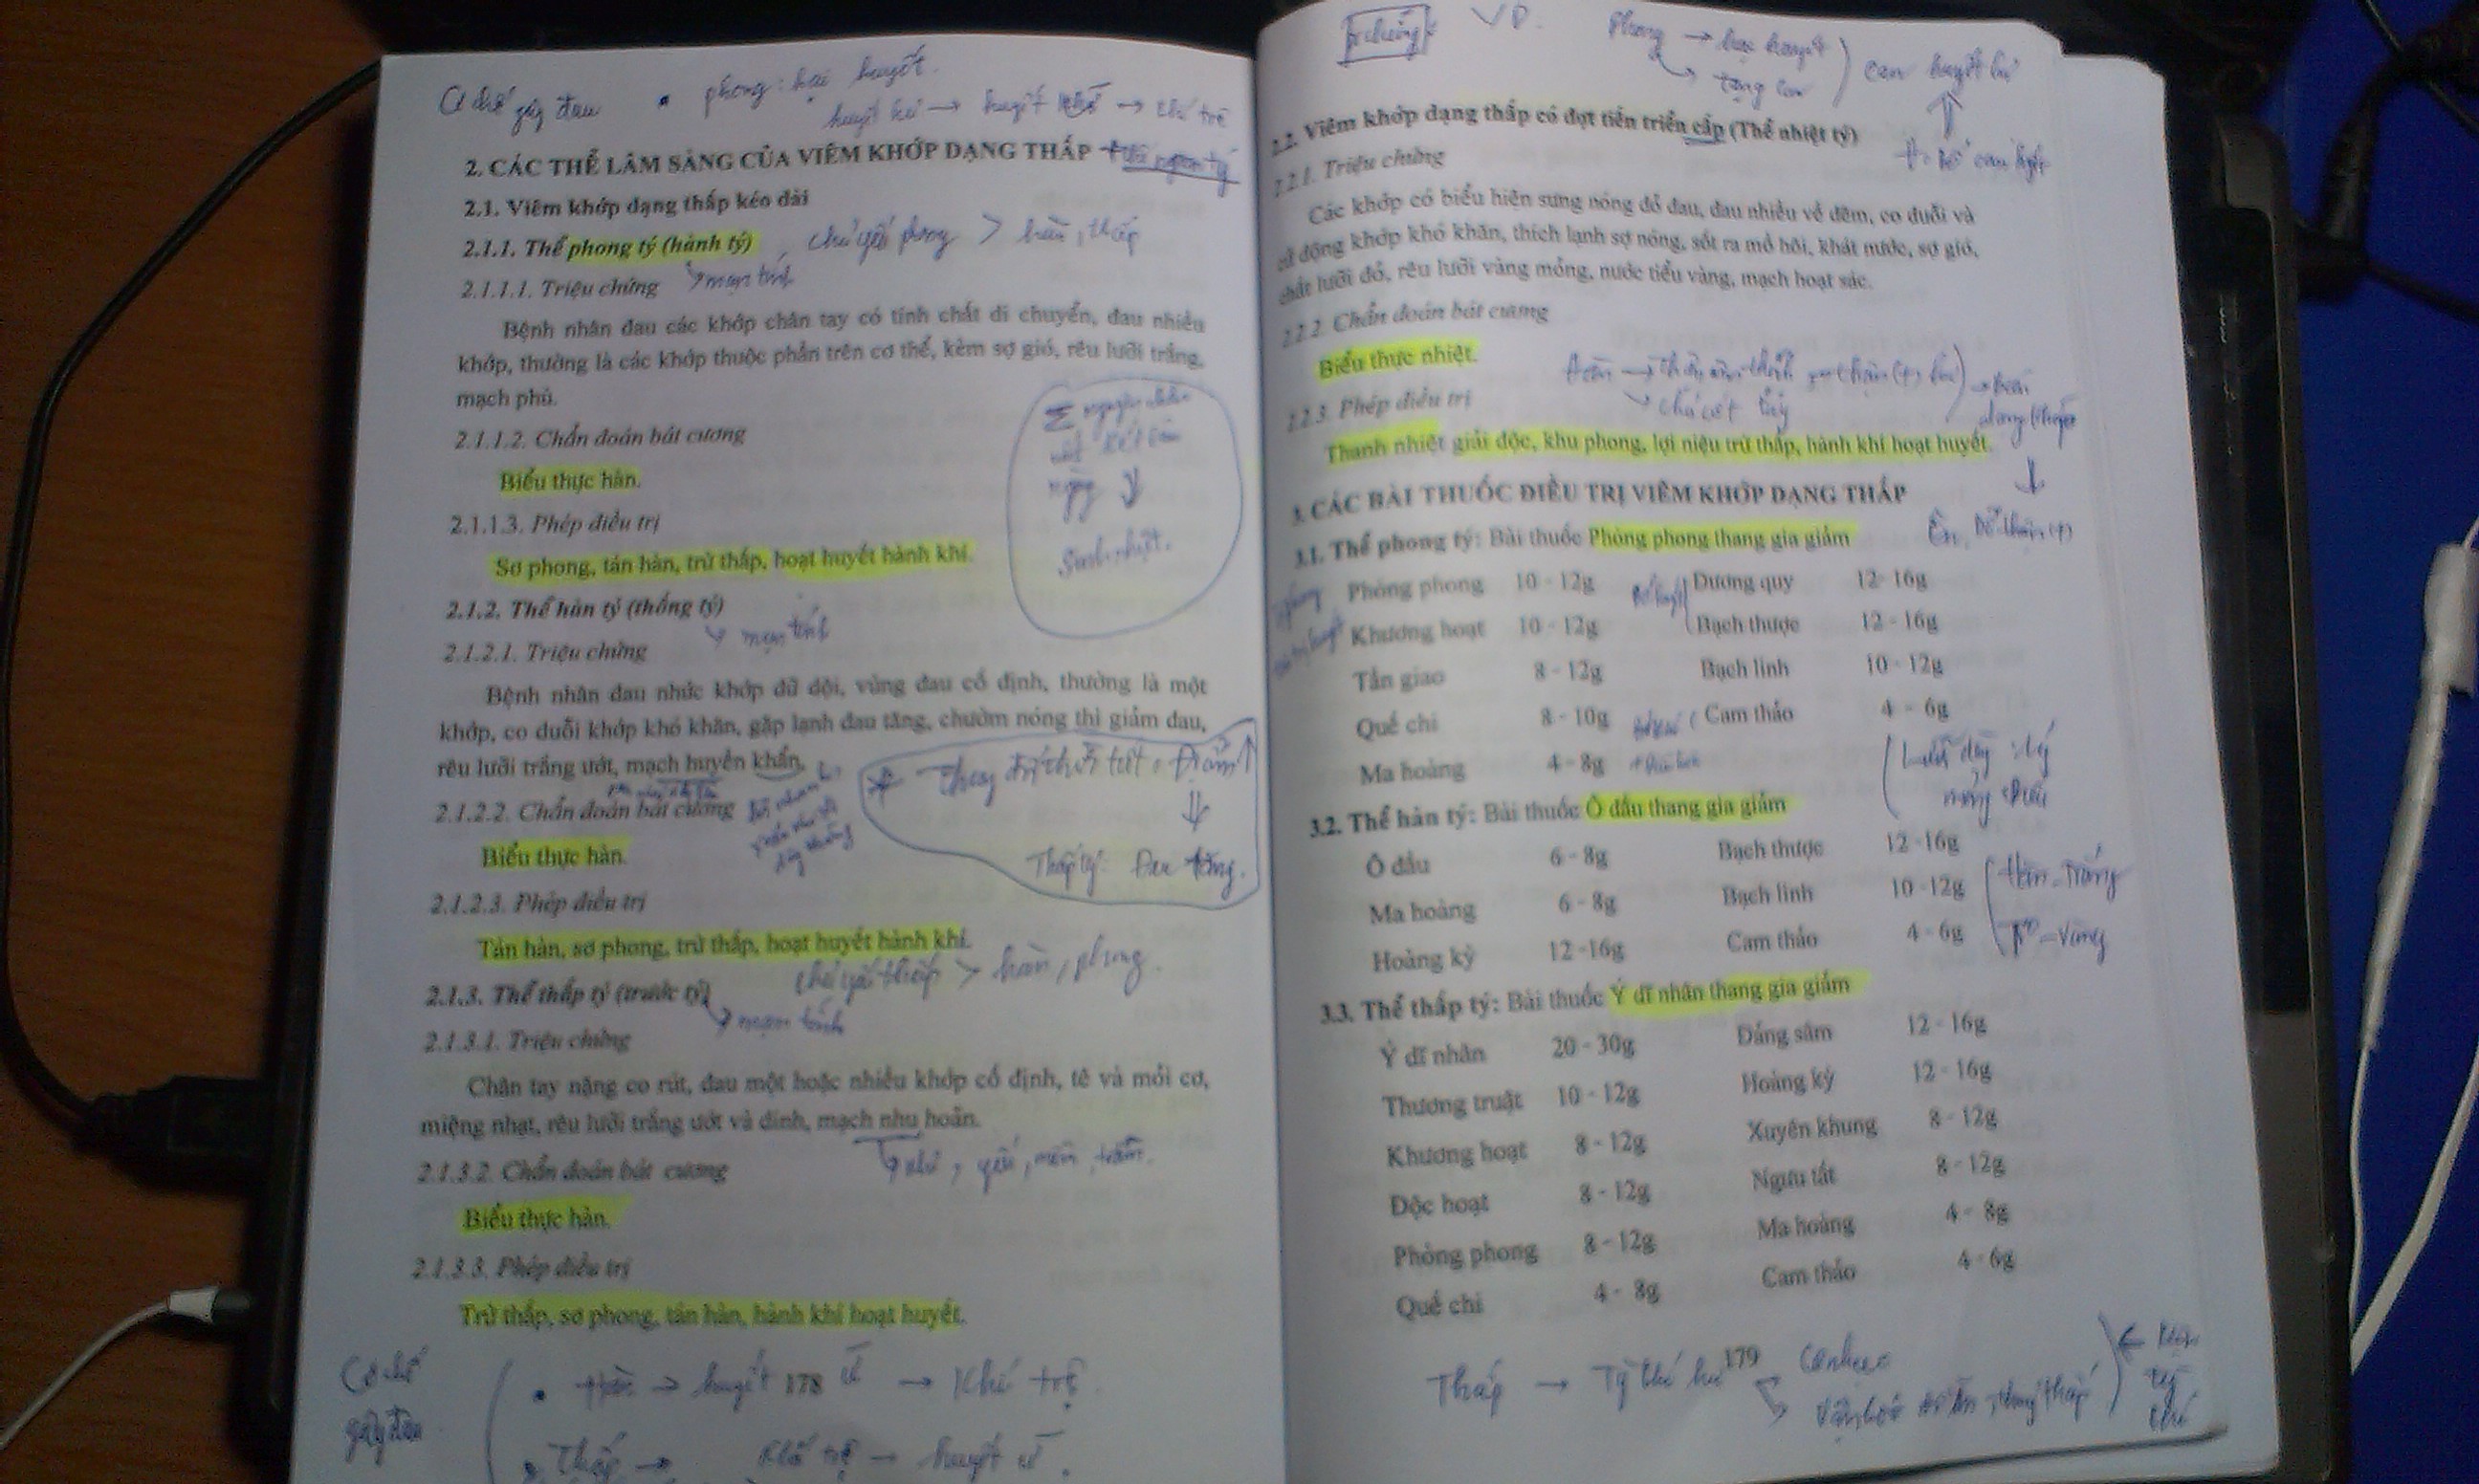 Cơ chế gây đau
• phong: hại huyết.
huyết hư → huyết → khí trệ
2. CÁC THỂ LÂM SÀNG CỦA VIÊM KHỚP DẠNG THẤP
2.1. Viêm khớp dạng thấp kéo dài
2.1.1. Thể phong tý (hành tý) chủ yếu phong > hàn, thấp
mạn tính
2.1.1.1. Triệu chứng
Bệnh nhân đau các khớp chân tay có tính chất di chuyển, đau nhiều
khớp, thường là các khớp thuộc phần trên cơ thể, kèm sợ gió, rêu lưỡi trắng,
mạch phù.
2.1.1.2. Chẩn đoán bát cương
Biểu thực hàn.
2.1.1.3. Phép điều trị
Sơ phong, tán hàn, trừ thấp, hoạt huyết hành khí.
Σ nguyên nhân
sinh nhiệt.
2.1.2. Thể hàn tý (thống tý)
mạn tính
2.1.2.1. Triệu chứng
Bệnh nhân đau nhức khớp dữ dội, vùng đau cố định, thường là một
khớp, co duỗi khớp khó khăn, gặp lạnh đau tăng, chườm nóng thì giảm đau,
rêu lưỡi trắng ướt, mạch huyền khẩn.
2.1.2.2. Chẩn đoán bát cương
* Thay đổi thời tiết, ẩm ↑
⇓
Thấp tý: Đau tăng.
Biểu thực hàn.
2.1.2.3. Phép điều trị
Tán hàn, sơ phong, trừ thấp, hoạt huyết hành khí.
chủ yếu thấp > hàn, phong.
2.1.3. Thể thấp tý (trước tý)
mạn tính
2.1.3.1. Triệu chứng
Chân tay nặng co rút, đau một hoặc nhiều khớp cố định, tê và mỏi cơ,
miệng nhạt, rêu lưỡi trắng ướt và dính, mạch nhu hoãn.
2.1.3.2. Chẩn đoán bát cương
Biểu thực hàn.
2.1.3.3. Phép điều trị
Trừ thấp, sơ phong, tán hàn, hành khí hoạt huyết.
Cơ chế gây đau
• Hàn → huyết ứ → Khí trệ.
178
• Thấp → Khí trệ → huyết ứ.
VD.
Phong → hại huyết
tạng can
can huyết hư
2.2. Viêm khớp dạng thấp có đợt tiến triển cấp (Thể nhiệt tý)
2.2.1. Triệu chứng
Các khớp có biểu hiện sưng nóng đỏ đau, đau nhiều về đêm, co duỗi và
cử động khớp khó khăn, thích lạnh sợ nóng, sốt ra mồ hôi, khát nước, sợ gió,
chất lưỡi đỏ, rêu lưỡi vàng mỏng, nước tiểu vàng, mạch hoạt sác.
2.2.2. Chẩn đoán bát cương
Biểu thực nhiệt.
2.2.3. Phép điều trị
Thanh nhiệt giải độc, khu phong, lợi niệu trừ thấp, hành khí hoạt huyết.
3. CÁC BÀI THUỐC ĐIỀU TRỊ VIÊM KHỚP DẠNG THẤP
3.1. Thể phong tý: Bài thuốc Phòng phong thang gia giảm
Phòng phong 10 - 12g Bổ huyết Đương quy 12- 16g
Khương hoạt 10 - 12g Bạch thược 12 - 16g
Tần giao 8 - 12g Bạch linh 10 - 12g
Quế chi 8 - 10g Cam thảo 4 - 6g
Ma hoàng 4 - 8g
3.2. Thể hàn tý: Bài thuốc Ô đầu thang gia giảm
Ô đầu 6 - 8g Bạch thược 12 -16g
Ma hoàng 6 - 8g Bạch linh 10 -12g
Hoàng kỳ 12 -16g Cam thảo 4 - 6g
Hàn - Trắng
To - Vàng
3.3. Thể thấp tý: Bài thuốc Ý dĩ nhân thang gia giảm
Ý dĩ nhân 20 - 30g Đẳng sâm 12 - 16g
Thương truật 10 - 12g Hoàng kỳ 12 - 16g
Khương hoạt 8 - 12g Xuyên khung 8 - 12g
Độc hoạt 8 - 12g Ngưu tất 8 - 12g
Phòng phong 8 - 12g Ma hoàng 4 - 8g
Quế chi 4 - 8g Cam thảo 4 - 6g
179
Thấp → Tỳ khí hư